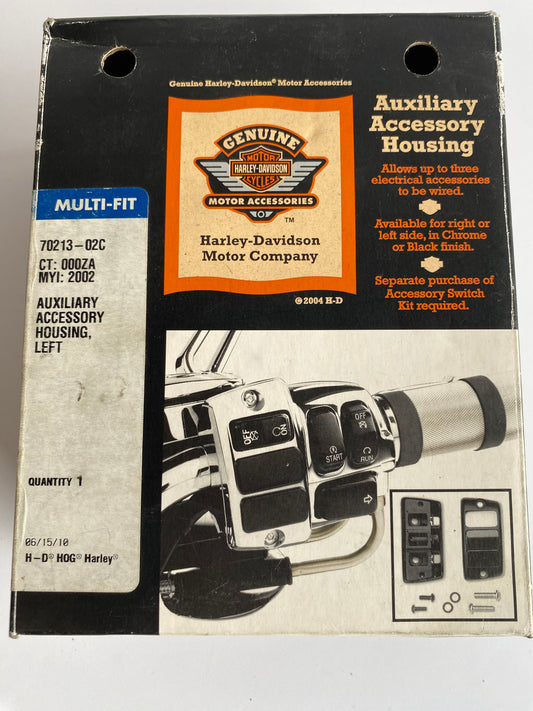 Genuine Harley-Davidson® Motor Accessories
GENUINE
MOTOR
HARLEY-DAVIDSON
CYCLES
MOTOR ACCESSORIES
TM
Harley-Davidson
Motor Company
© 2004 H-D
Auxiliary
Accessory
Housing
Allows up to three
electrical accessories
to be wired.
Available for right or
left side, in Chrome
or Black finish.
Separate purchase of
Accessory Switch
Kit required.
MULTI-FIT
70213-02C
CT: 000ZA
MYI: 2002
AUXILIARY
ACCESSORY
HOUSING,
LEFT
QUANTITY 1
06/15/10
H-D® HOG® Harley®
OFF
ON
START
OFF
RUN